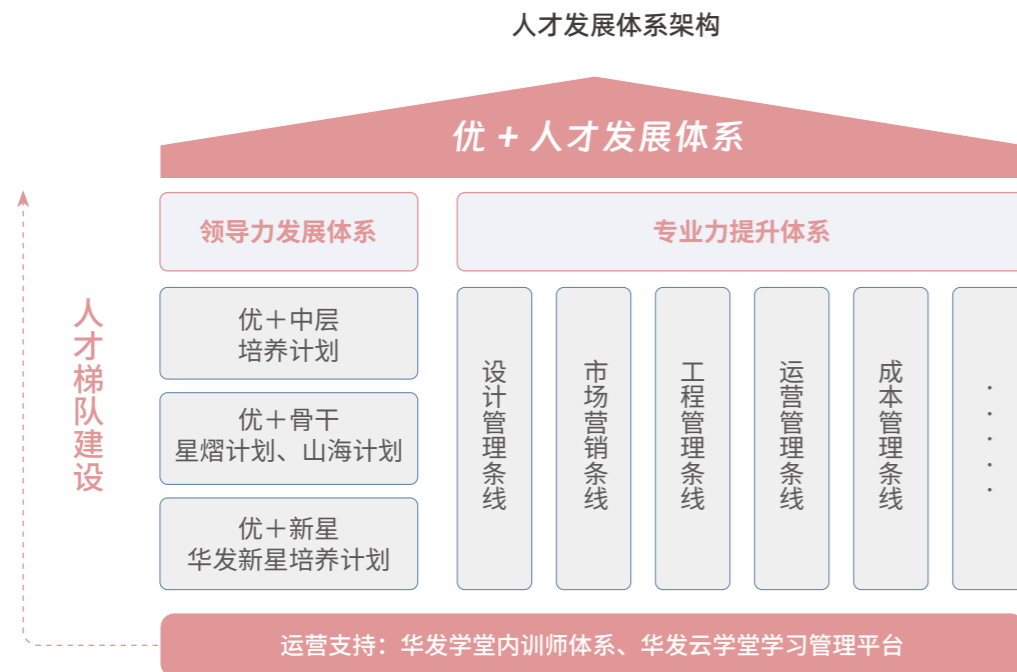 人才发展体系架构
优 + 人才发展体系
领导力发展体系
专业力提升体系
人才梯队建设
优＋中层
培养计划
优＋骨干
星熠计划、山海计划
优＋新星
华发新星培养计划
设计管理条线
市场营销条线
工程管理条线
运营管理条线
成本管理条线
· · · · · ·
运营支持：华发学堂内训师体系、华发云学堂学习管理平台